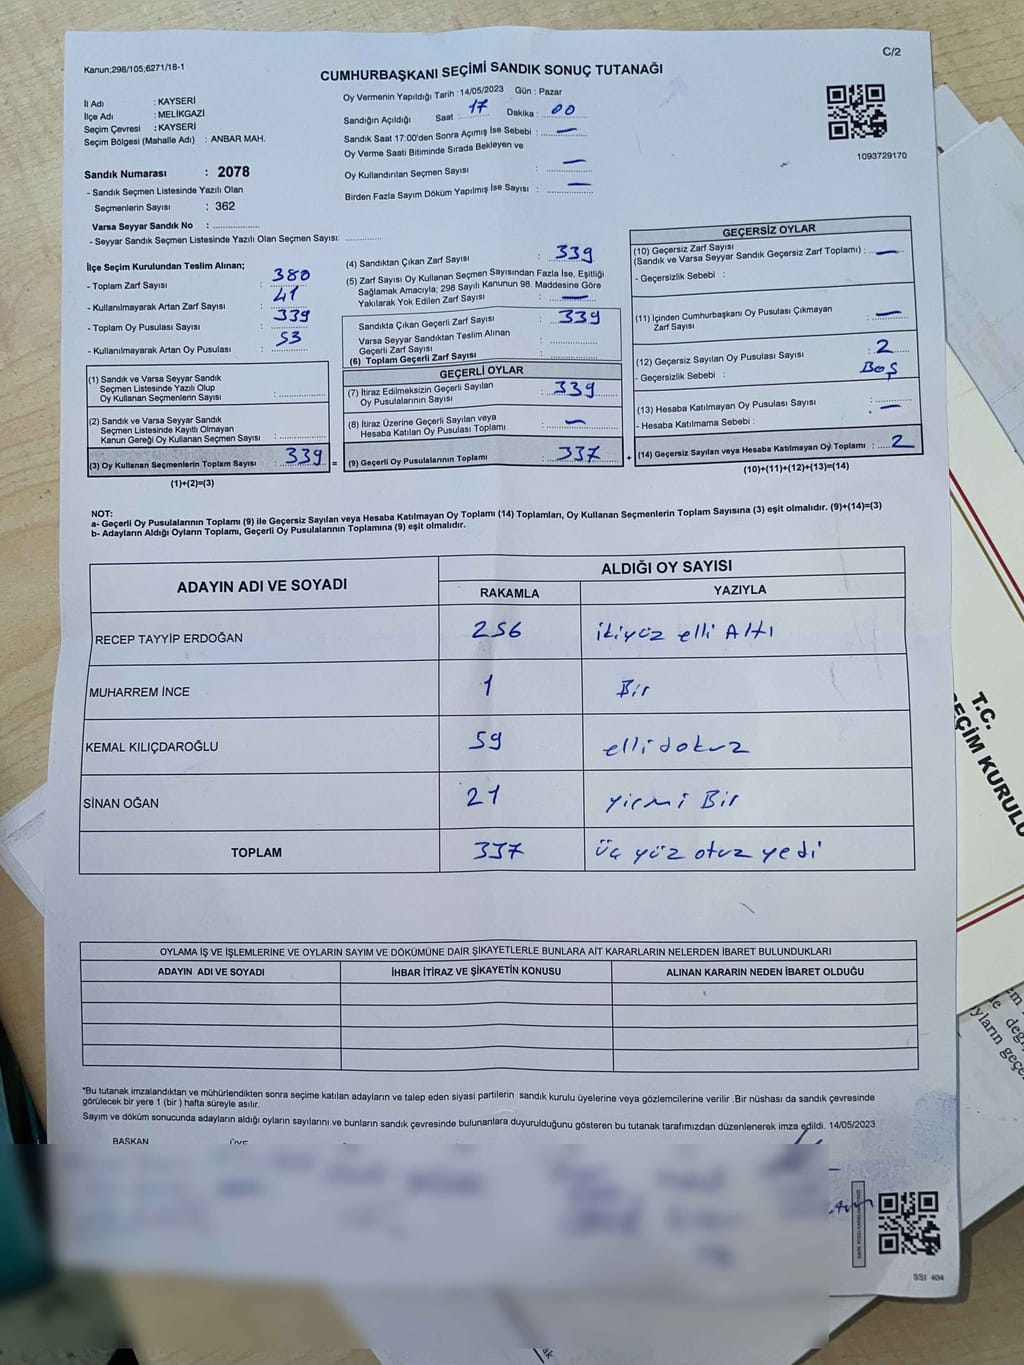 C/2
Kanun;298/105;6271/18-1
CUMHURBAŞKANI SEÇİMİ SANDIK SONUÇ TUTANAĞI
İl Adı : KAYSERİ
İlçe Adı : MELİKGAZİ
Seçim Çevresi : KAYSERİ
Seçim Bölgesi (Mahalle Adı) : ANBAR MAH.
Sandık Numarası : 2078
- Sandık Seçmen Listesinde Yazılı Olan
Seçmenlerin Sayısı : 362
Varsa Seyyar Sandık No :
- Seyyar Sandık Seçmen Listesinde Yazılı Olan Seçmen Sayısı:
Oy Vermenin Yapıldığı Tarih : 14/05/2023 Gün : Pazar
Sandığın Açıldığı Saat : 17 Dakika : 00
Sandık Saat 17:00'den Sonra Açımış İse Sebebi : —
Oy Verme Saati Bitiminde Sırada Bekleyen ve
Oy Kullandırılan Seçmen Sayısı : —
Birden Fazla Sayım Döküm Yapılmış İse Sayısı : —
1093729170
İlçe Seçim Kurulundan Teslim Alınan;
- Toplam Zarf Sayısı : 380
- Kullanılmayarak Artan Zarf Sayısı : 41
- Toplam Oy Pusulası Sayısı : 339
- Kullanılmayarak Artan Oy Pusulası : 53
(1) Sandık ve Varsa Seyyar Sandık
Seçmen Listesinde Yazılı Olup
Oy Kullanan Seçmenlerin Sayısı :
(2) Sandık ve Varsa Seyyar Sandık
Seçmen Listesinde Kayıtlı Olmayan
Kanun Gereği Oy Kullanan Seçmen Sayısı :
(3) Oy Kullanan Seçmenlerin Toplam Sayısı : 339 =
(1)+(2)=(3)
(4) Sandıktan Çıkan Zarf Sayısı : 339
(5) Zarf Sayısı Oy Kullanan Seçmen Sayısından Fazla İse, Eşitliği
Sağlamak Amacıyla; 298 Sayılı Kanunun 98. Maddesine Göre
Yakılarak Yok Edilen Zarf Sayısı : —
Sandıkta Çıkan Geçerli Zarf Sayısı : 339
Varsa Seyyar Sandıktan Teslim Alınan
Geçerli Zarf Sayısı :
(6) Toplam Geçerli Zarf Sayısı :
GEÇERLİ OYLAR
(7) İtiraz Edilmeksizin Geçerli Sayılan
Oy Pusulalarının Sayısı : 339
(8) İtiraz Üzerine Geçerli Sayılan veya
Hesaba Katılan Oy Pusulası Toplamı : —
(9) Geçerli Oy Pusulalarının Toplamı : 337 +
GEÇERSİZ OYLAR
(10) Geçersiz Zarf Sayısı
(Sandık ve Varsa Seyyar Sandık Geçersiz Zarf Toplamı) : —
- Geçersizlik Sebebi :
(11) İçinden Cumhurbaşkanı Oy Pusulası Çıkmayan
Zarf Sayısı : —
(12) Geçersiz Sayılan Oy Pusulası Sayısı : 2
- Geçersizlik Sebebi : Boş
(13) Hesaba Katılmayan Oy Pusulası Sayısı : —
- Hesaba Katılmama Sebebi :
(14) Geçersiz Sayılan veya Hesaba Katılmayan Oy Toplamı : 2
(10)+(11)+(12)+(13)=(14)
NOT:
a- Geçerli Oy Pusulalarının Toplamı (9) ile Geçersiz Sayılan veya Hesaba Katılmayan Oy Toplamı (14) Toplamları, Oy Kullanan Seçmenlerin Toplam Sayısına (3) eşit olmalıdır. (9)+(14)=(3)
b- Adayların Aldığı Oyların Toplamı, Geçerli Oy Pusulalarının Toplamına (9) eşit olmalıdır.
ADAYIN ADI VE SOYADI ALDIĞI OY SAYISI
RAKAMLA YAZIYLA
RECEP TAYYİP ERDOĞAN 256 ikiyüz elli Altı
MUHARREM İNCE 1 Bir
KEMAL KILIÇDAROĞLU 59 elli dokuz
SİNAN OĞAN 21 yirmi Bir
TOPLAM 337 üç yüz otuz yedi
OYLAMA İŞ VE İŞLEMLERİNE VE OYLARIN SAYIM VE DÖKÜMÜNE DAİR ŞİKAYETLERLE BUNLARA AİT KARARLARIN NELERDEN İBARET BULUNDUKLARI
ADAYIN ADI VE SOYADI İHBAR İTİRAZ VE ŞİKAYETİN KONUSU ALINAN KARARIN NEDEN İBARET OLDUĞU
*Bu tutanak imzalandıktan ve mühürlendikten sonra seçime katılan adayların ve talep eden siyasi partilerin sandık kurulu üyelerine veya gözlemcilerine verilir .Bir nüshası da sandık çevresinde
görülecek bir yere 1 (bir ) hafta süreyle asılır.
Sayım ve döküm sonucunda adayların aldığı oyların sayılarını ve bunların sandık çevresinde bulunanlara duyurulduğunu gösteren bu tutanak tarafımızdan düzenlenerek imza edildi. 14/05/2023
BAŞKAN ÜYE
SSI 40A
T.C.
SEÇİM KURULU